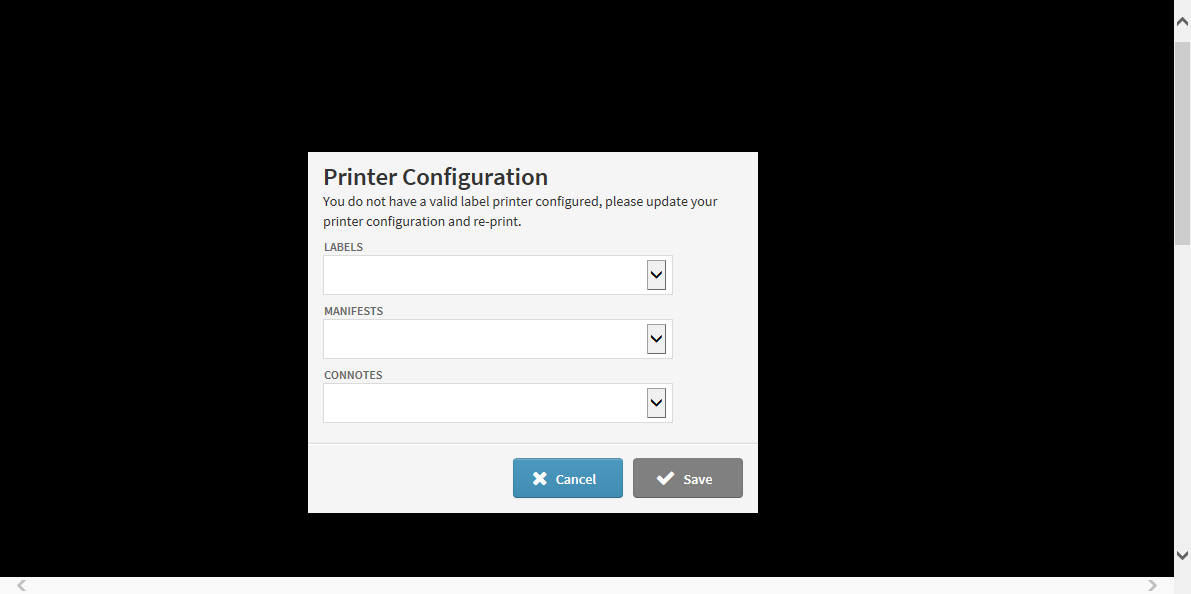 Printer Configuration
You do not have a valid label printer configured, please update your
printer configuration and re-print.
LABELS
MANIFESTS
CONNOTES
Cancel
Save